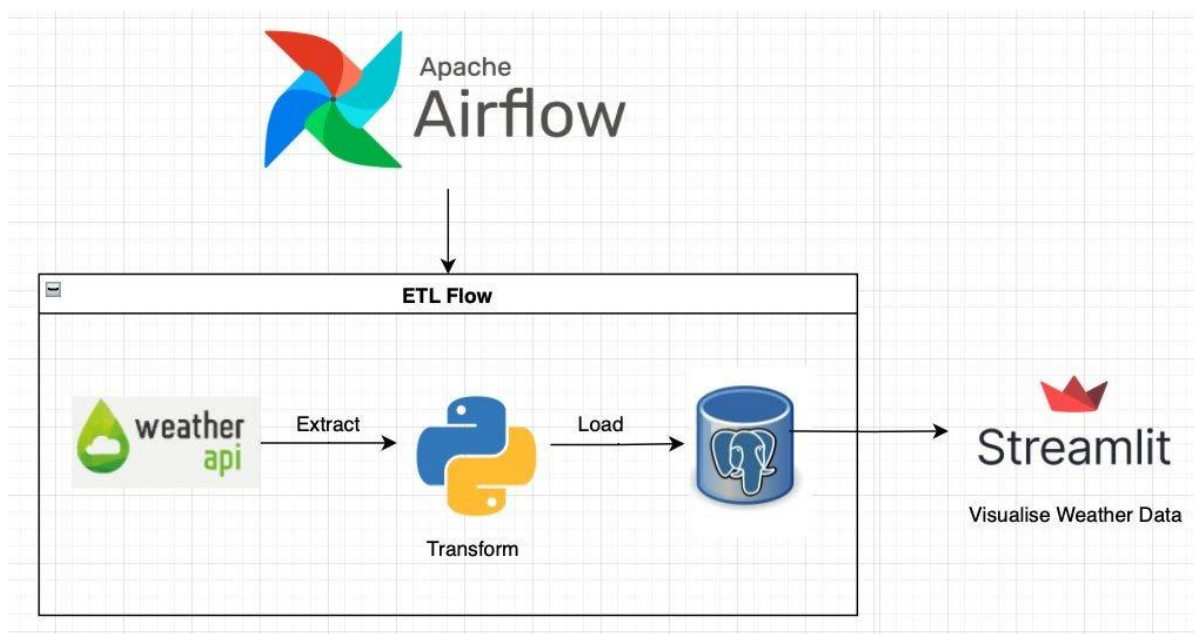 Apache
Airflow
ETL Flow
weather
api
Extract
Load
Transform
Streamlit
Visualise Weather Data